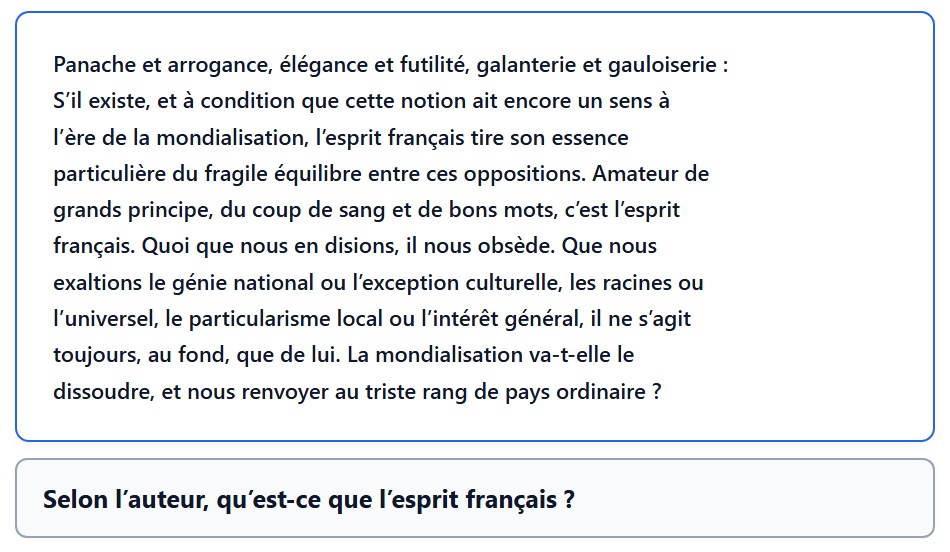 Panache et arrogance, élégance et futilité, galanterie et gauloiserie :
S’il existe, et à condition que cette notion ait encore un sens à
l’ère de la mondialisation, l’esprit français tire son essence
particulière du fragile équilibre entre ces oppositions. Amateur de
grands principe, du coup de sang et de bons mots, c’est l’esprit
français. Quoi que nous en disions, il nous obsède. Que nous
exaltions le génie national ou l’exception culturelle, les racines ou
l’universel, le particularisme local ou l’intérêt général, il ne s’agit
toujours, au fond, que de lui. La mondialisation va-t-elle le
dissoudre, et nous renvoyer au triste rang de pays ordinaire ?
Selon l’auteur, qu’est-ce que l’esprit français ?